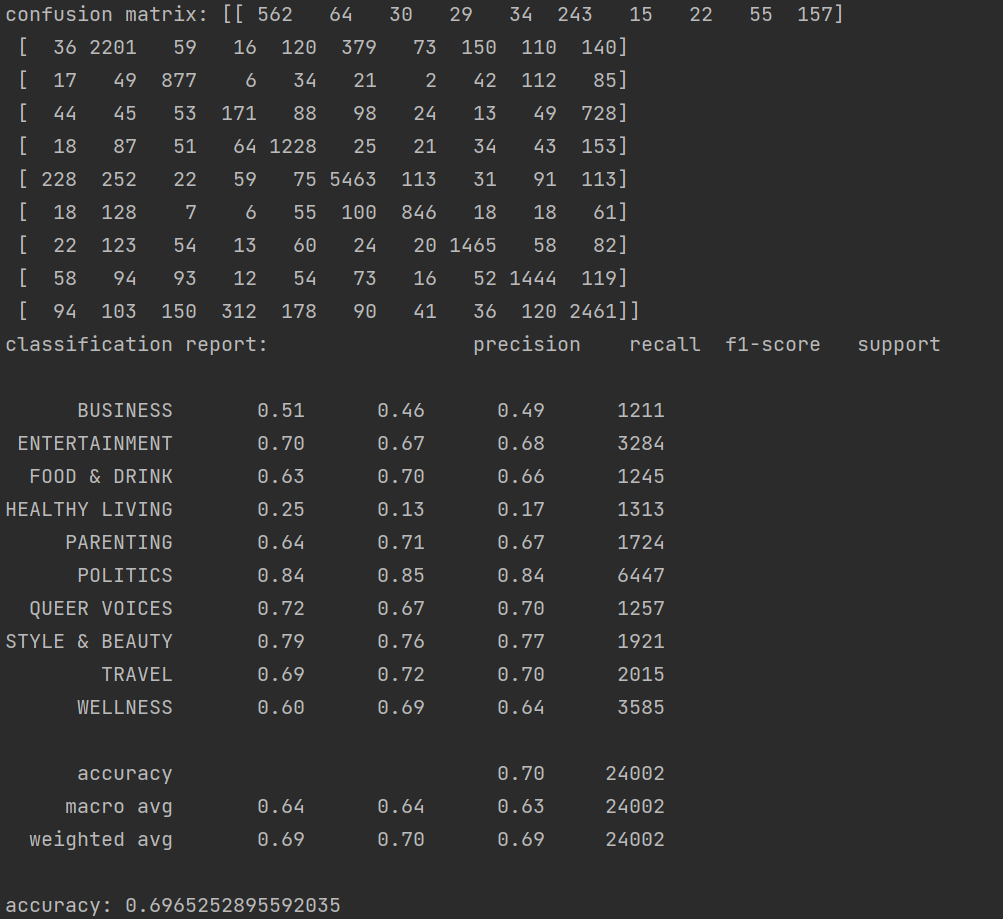 confusion matrix: [[ 562   64   30   29   34  243   15   22   55  157]
 [  36 2201   59   16  120  379   73  150  110  140]
 [  17   49  877    6   34   21    2   42  112   85]
 [  44   45   53  171   88   98   24   13   49  728]
 [  18   87   51   64 1228   25   21   34   43  153]
 [ 228  252   22   59   75 5463  113   31   91  113]
 [  18  128    7    6   55  100  846   18   18   61]
 [  22  123   54   13   60   24   20 1465   58   82]
 [  58   94   93   12   54   73   16   52 1444  119]
 [  94  103  150  312  178   90   41   36  120 2461]]
classification report:                 precision    recall  f1-score   support
      BUSINESS       0.51      0.46      0.49      1211
 ENTERTAINMENT       0.70      0.67      0.68      3284
  FOOD & DRINK       0.63      0.70      0.66      1245
HEALTHY LIVING       0.25      0.13      0.17      1313
     PARENTING       0.64      0.71      0.67      1724
      POLITICS       0.84      0.85      0.84      6447
  QUEER VOICES       0.72      0.67      0.70      1257
STYLE & BEAUTY       0.79      0.76      0.77      1921
        TRAVEL       0.69      0.72      0.70      2015
      WELLNESS       0.60      0.69      0.64      3585
      accuracy                           0.70     24002
     macro avg       0.64      0.64      0.63     24002
  weighted avg       0.69      0.70      0.69     24002
accuracy: 0.6965252895592035